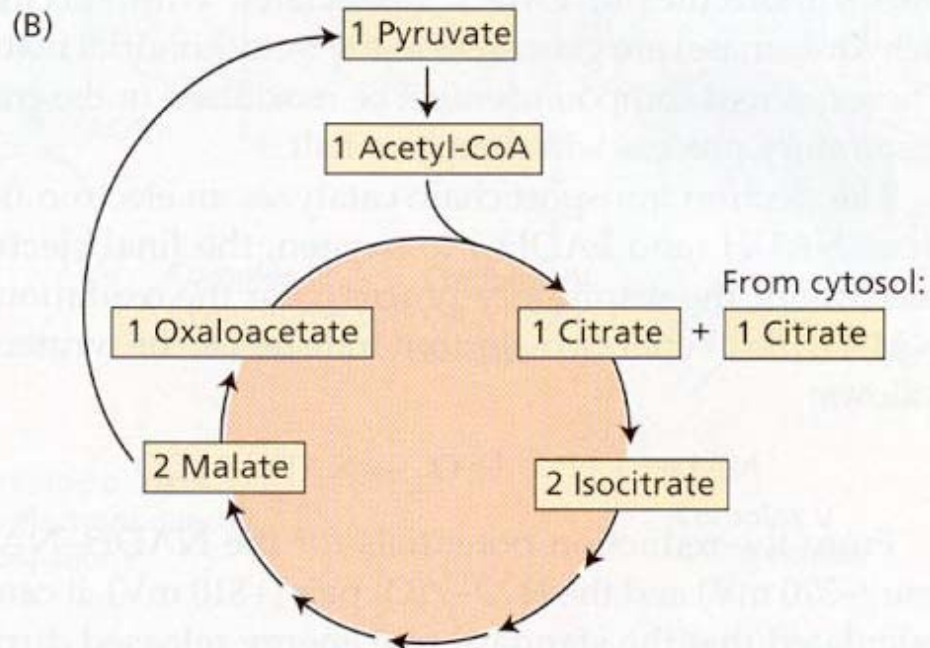 (B)
1 Pyruvate
1 Acetyl-CoA
From cytosol:
1 Oxaloacetate
1 Citrate + 1 Citrate
2 Malate
2 Isocitrate